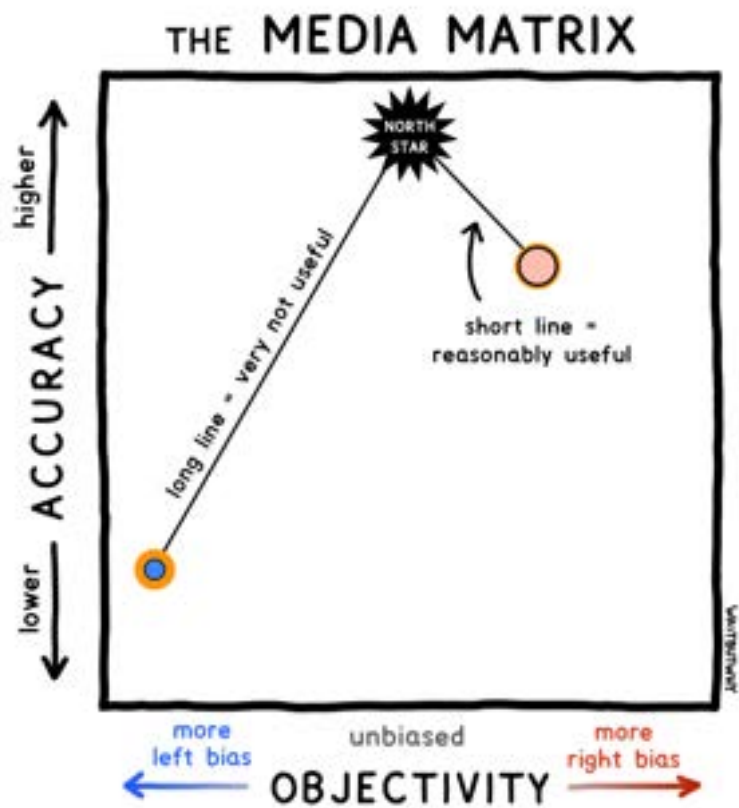 THE MEDIA MATRIX
NORTH
STAR
higher
ACCURACY
lower
long line = very not useful
short line =
reasonably useful
WAITBUTWHY
more
left bias
unbiased
more
right bias
OBJECTIVITY